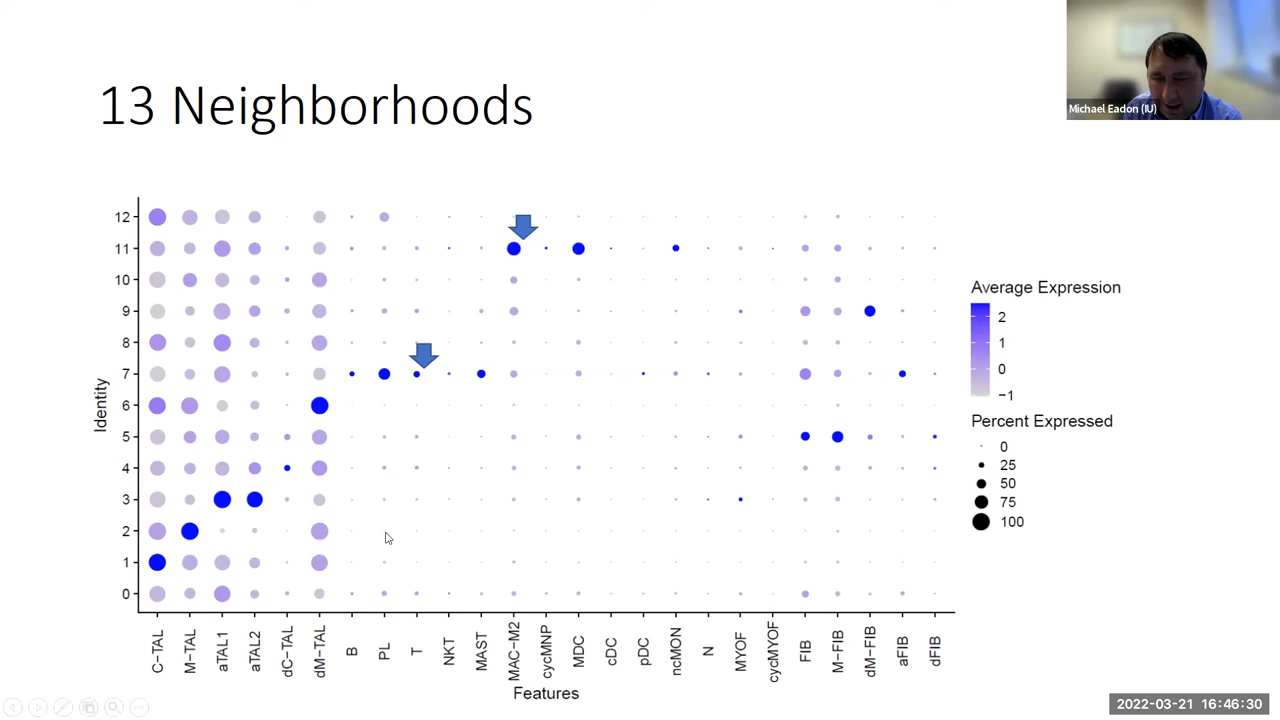 13 Neighborhoods
Michael Eadon (IU)
Identity
12
11
10
9
8
7
6
5
4
3
2
1
0
C-TAL
M-TAL
aTAL1
aTAL2
dC-TAL
dM-TAL
B
PL
T
NKT
MAST
MAC-M2
cycMNP
MDC
cDC
pDC
ncMON
N
MYOF
cycMYOF
FIB
M-FIB
dM-FIB
aFIB
dFIB
Features
Average Expression
2
1
0
−1
Percent Expressed
0
25
50
75
100
2022-03-21 16:46:30